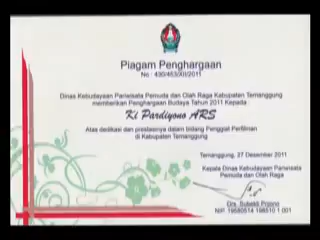 Piagam Penghargaan
No : 430/453/XI/2011
Dinas Kebudayaan Pariwisata Pemuda dan Olah Raga Kabupaten Temanggung
memberikan Penghargaan Budaya Tahun 2011 Kepada
Ki Pardiyono ARS
Atas dedikasi dan prestasinya dalam bidang Penggiat Perfilman
di Kabupaten Temanggung
Temanggung, 27 Desember 2011
Kepala Dinas Kebudayaan Pariwisata
Pemuda dan Olah Raga
Drs. Subekti Prijono
NIP. 19580514 198510 1 001